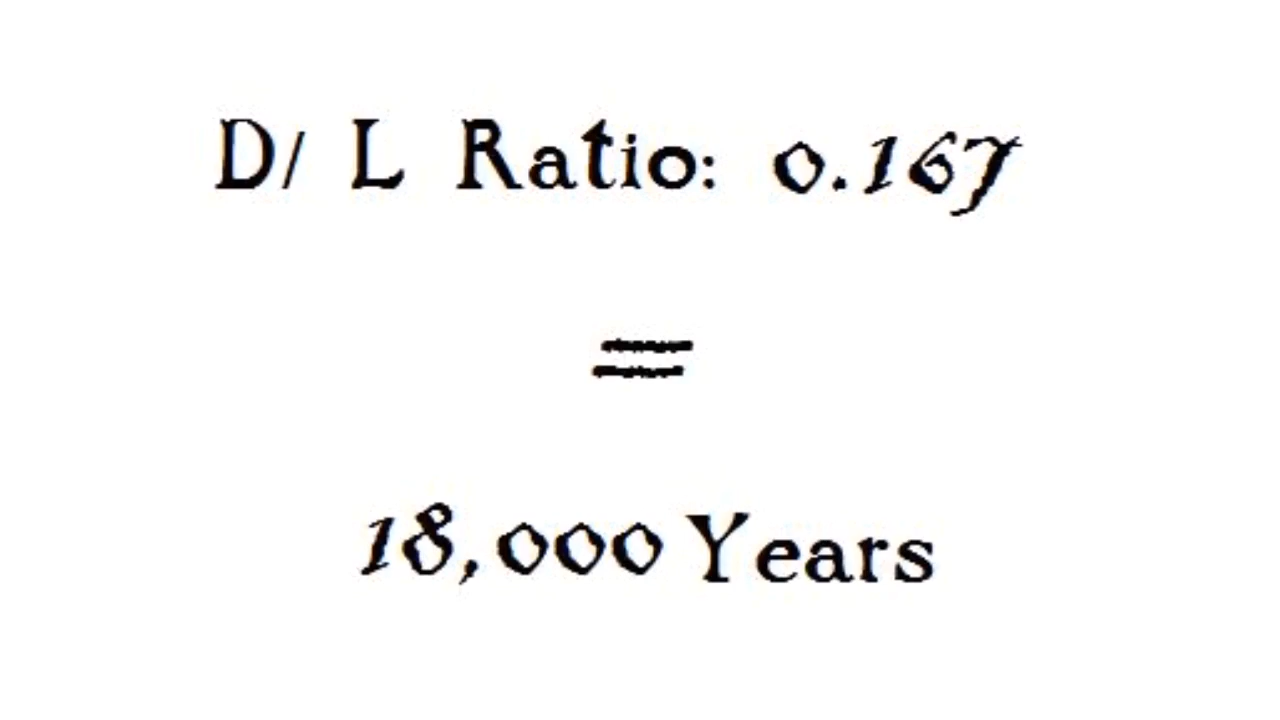 D/ L Ratio: 0.167
=
18,000 Years